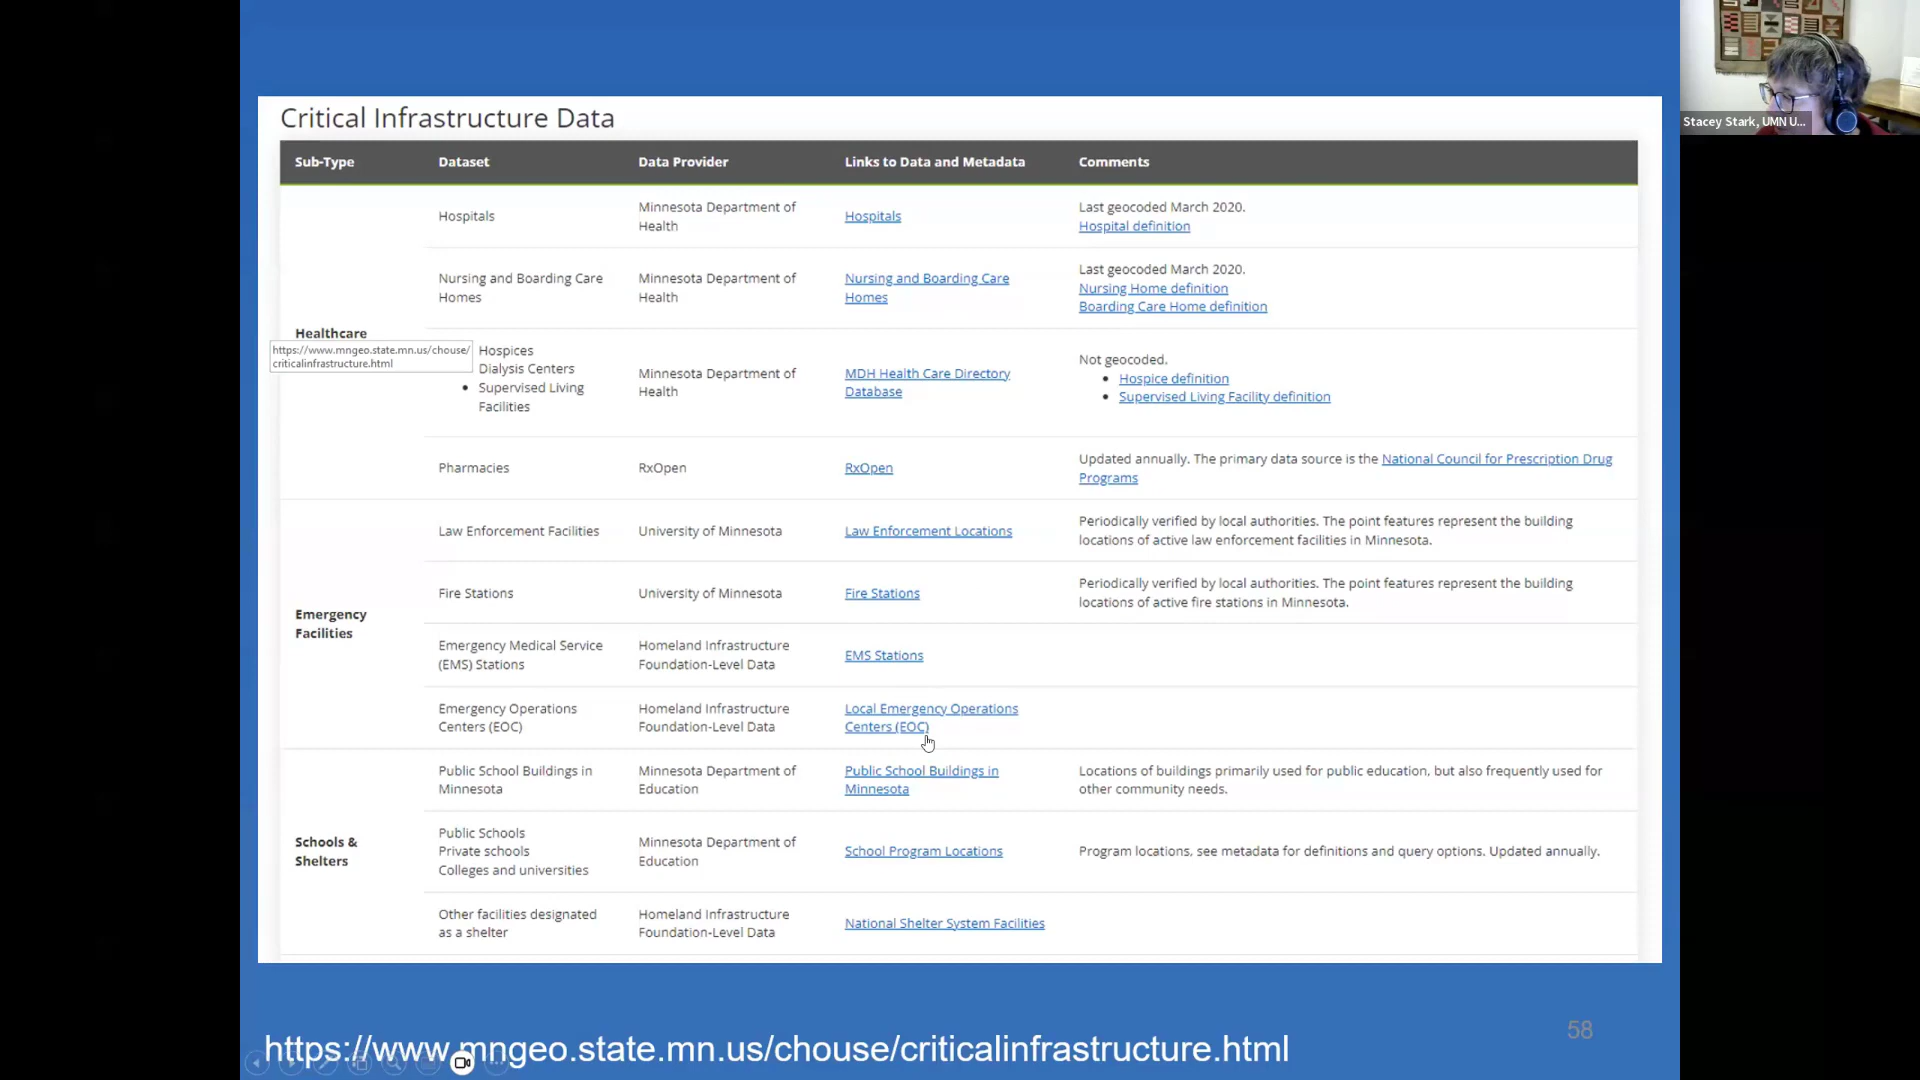 Critical Infrastructure Data
Sub-Type Dataset Data Provider Links to Data and Metadata Comments
Hospitals
Minnesota Department of
Health
Hospitals
Last geocoded March 2020.
Hospital definition
Nursing and Boarding Care
Homes
Minnesota Department of
Health
Nursing and Boarding Care
Homes
Last geocoded March 2020.
Nursing Home definition
Boarding Care Home definition
Healthcare
https://www.mngeo.state.mn.us/chouse/
criticalinfrastructure.html
Hospices
Dialysis Centers
• Supervised Living
Facilities
Minnesota Department of
Health
MDH Health Care Directory
Database
Not geocoded.
• Hospice definition
• Supervised Living Facility definition
Pharmacies
RxOpen
RxOpen
Updated annually. The primary data source is the National Council for Prescription Drug
Programs
Emergency
Facilities
Law Enforcement Facilities
University of Minnesota
Law Enforcement Locations
Periodically verified by local authorities. The point features represent the building
locations of active law enforcement facilities in Minnesota.
Fire Stations
University of Minnesota
Fire Stations
Periodically verified by local authorities. The point features represent the building
locations of active fire stations in Minnesota.
Emergency Medical Service
(EMS) Stations
Homeland Infrastructure
Foundation-Level Data
EMS Stations
Emergency Operations
Centers (EOC)
Homeland Infrastructure
Foundation-Level Data
Local Emergency Operations
Centers (EOC)
Schools &
Shelters
Public School Buildings in
Minnesota
Minnesota Department of
Education
Public School Buildings in
Minnesota
Locations of buildings primarily used for public education, but also frequently used for
other community needs.
Public Schools
Private schools
Colleges and universities
Minnesota Department of
Education
School Program Locations
Program locations, see metadata for definitions and query options. Updated annually.
Other facilities designated
as a shelter
Homeland Infrastructure
Foundation-Level Data
National Shelter System Facilities
58
https://www.mngeo.state.mn.us/chouse/criticalinfrastructure.html
Stacey Stark, UMN U...